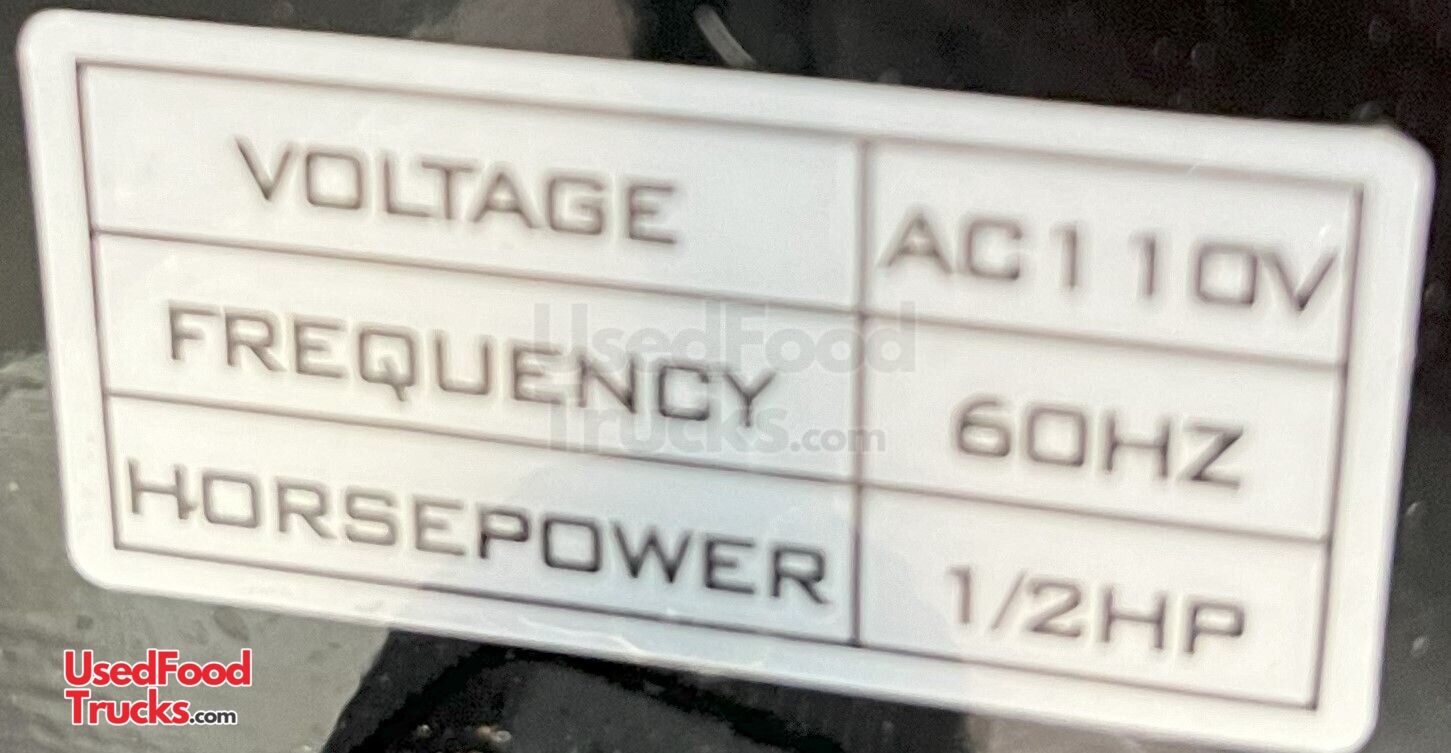 VOLTAGE AC110V
FREQUENCY 60HZ
HORSEPOWER 1/2HP
UsedFood
Trucks.com
UsedFood
Trucks.com